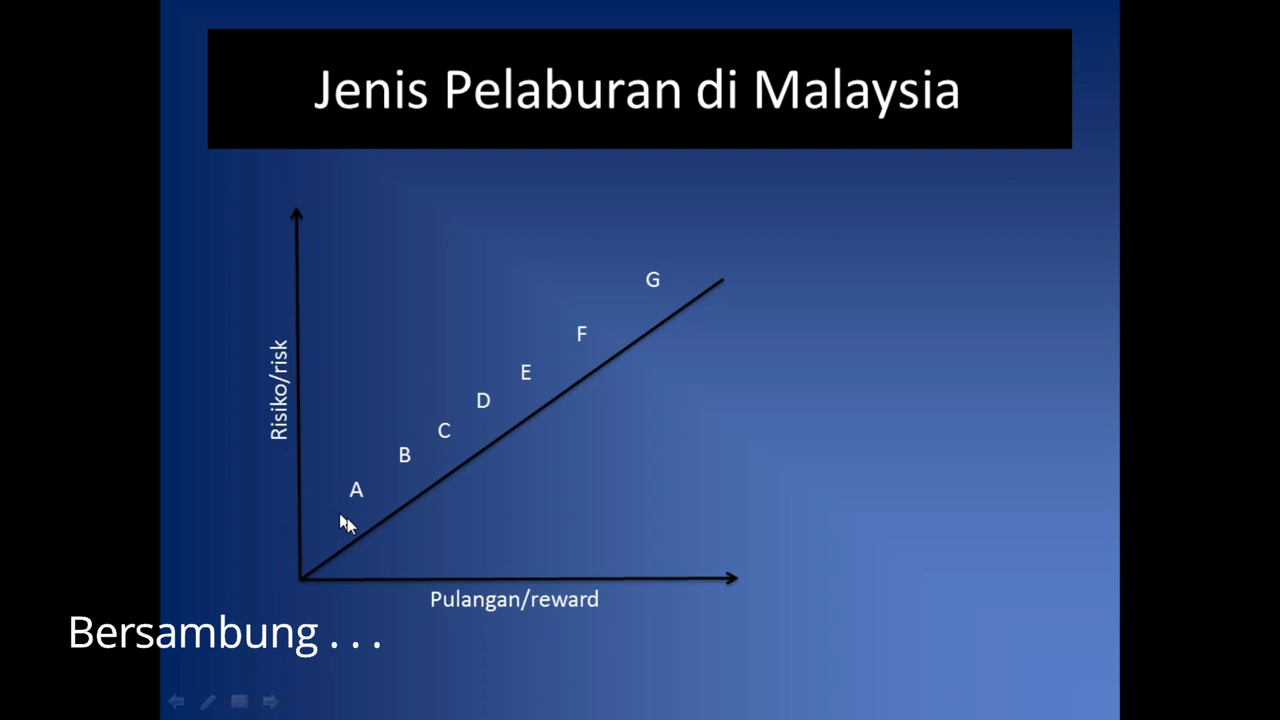 Jenis Pelaburan di Malaysia
G
F
E
D
C
B
A
Risiko/risk
Pulangan/reward
Bersambung . . .